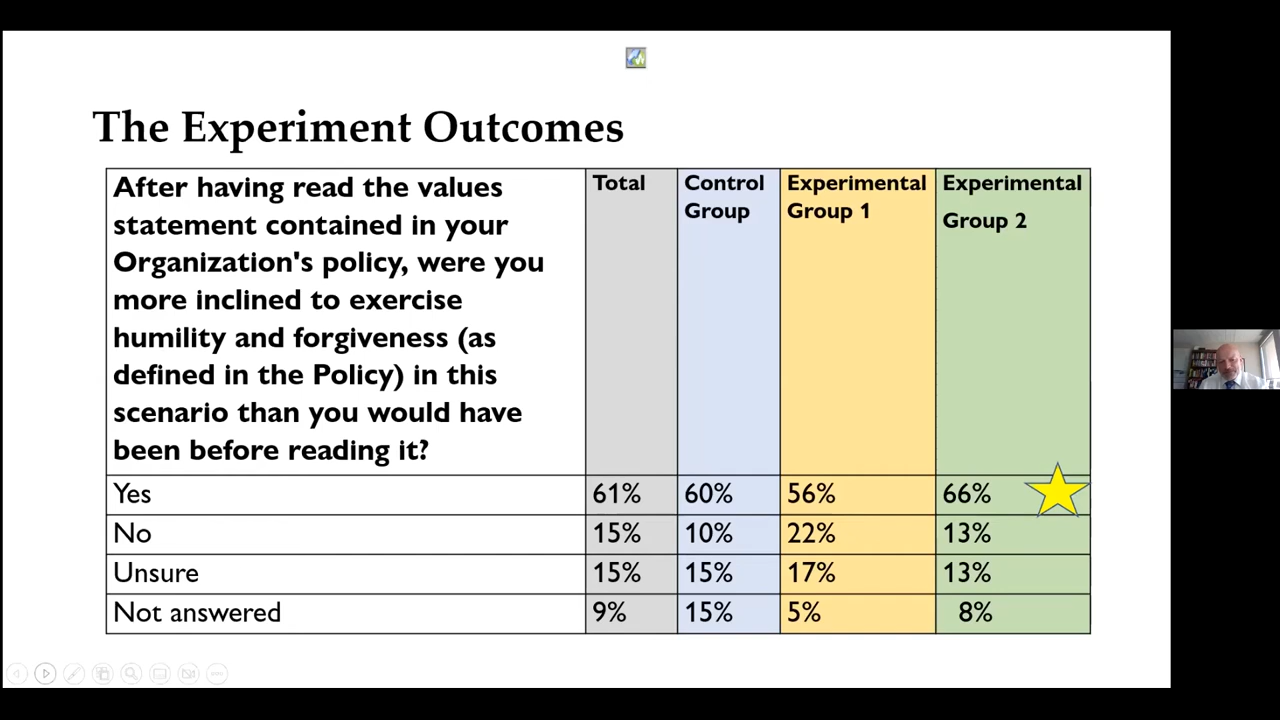 The Experiment Outcomes
After having read the values
statement contained in your
Organization's policy, were you
more inclined to exercise
humility and forgiveness (as
defined in the Policy) in this
scenario than you would have
been before reading it?
Total
Control
Group
Experimental
Group 1
Experimental
Group 2
Yes 61% 60% 56% 66%
No 15% 10% 22% 13%
Unsure 15% 15% 17% 13%
Not answered 9% 15% 5% 8%